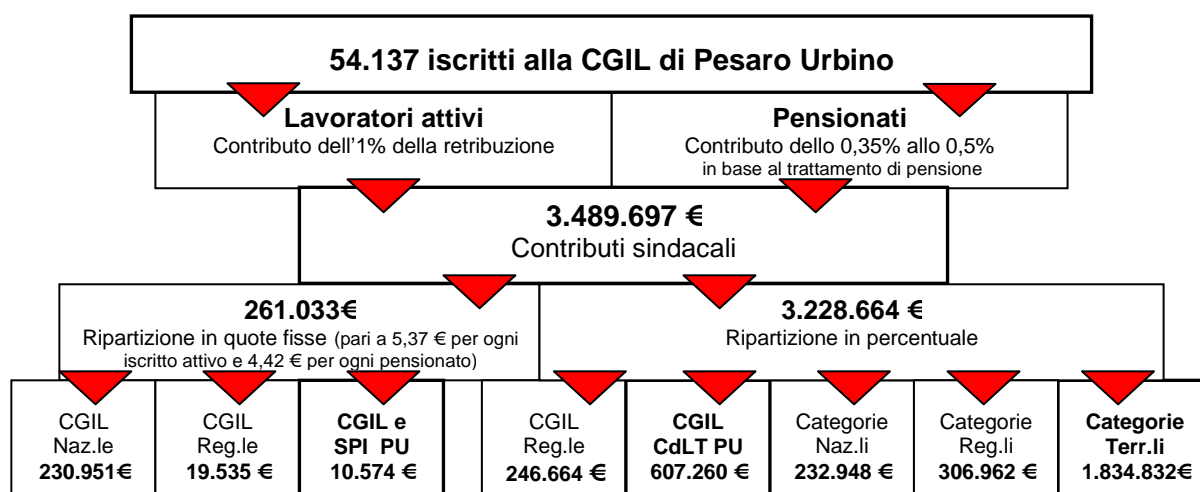 54.137 iscritti alla CGIL di Pesaro Urbino
Lavoratori attivi
Contributo dell'1% della retribuzione
Pensionati
Contributo dello 0,35% allo 0,5%
in base al trattamento di pensione
3.489.697 €
Contributi sindacali
261.033€
Ripartizione in quote fisse (pari a 5,37 € per ogni
iscritto attivo e 4,42 € per ogni pensionato)
3.228.664 €
Ripartizione in percentuale
CGIL
Naz.le
230.951€
CGIL
Reg.le
19.535 €
CGIL e
SPI PU
10.574 €
CGIL
Reg.le
246.664 €
CGIL
CdLT PU
607.260 €
Categorie
Naz.li
232.948 €
Categorie
Reg.li
306.962 €
Categorie
Terr.li
1.834.832€